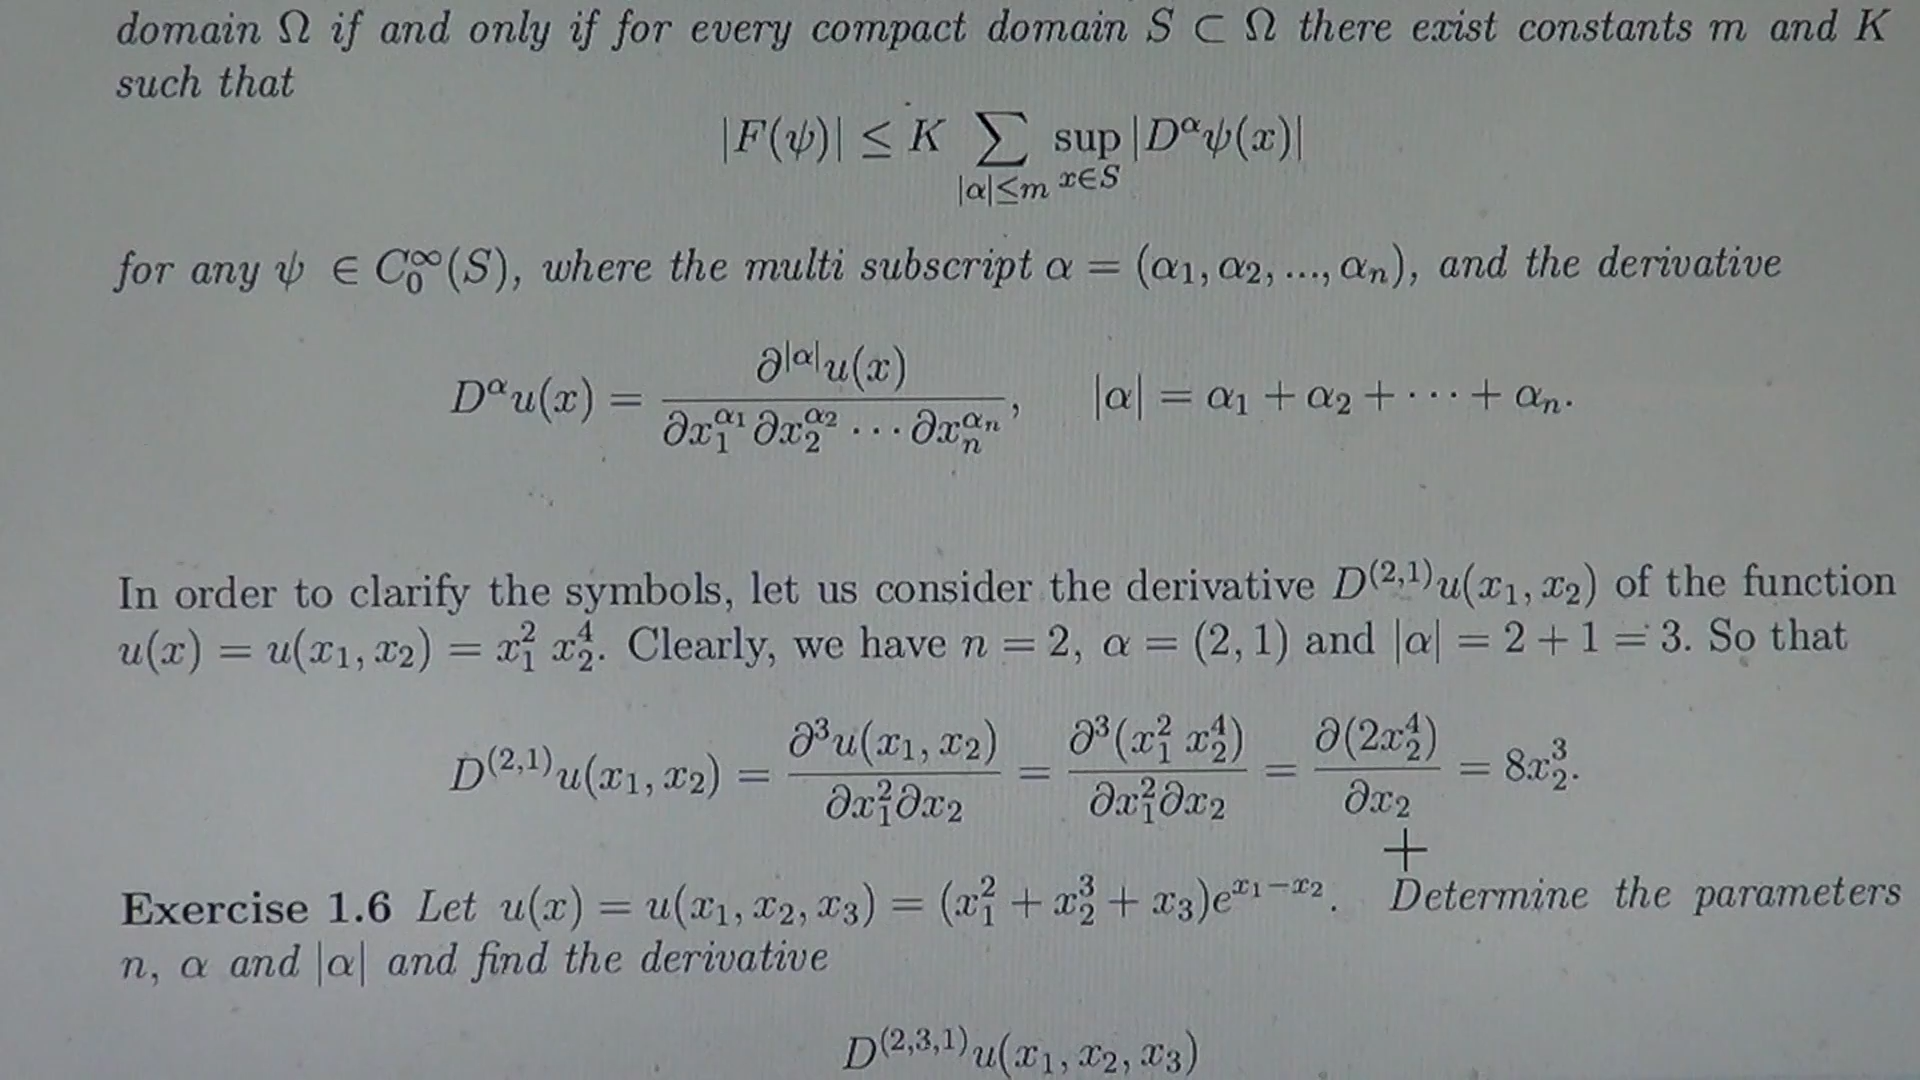 domain Ω if and only if for every compact domain S ⊂ Ω there exist constants m and K
such that
|F(ψ)| ≤ K ∑_{|α|≤m} sup_{x∈S} |D^α ψ(x)|
for any ψ ∈ C_0^∞(S), where the multi subscript α = (α_1, α_2, ..., α_n), and the derivative
D^α u(x) = ∂^{|α|}u(x) / ∂x_1^{α_1} ∂x_2^{α_2} ··· ∂x_n^{α_n}, |α| = α_1 + α_2 + ··· + α_n.
In order to clarify the symbols, let us consider the derivative D^{(2,1)}u(x_1, x_2) of the function
u(x) = u(x_1, x_2) = x_1^2 x_2^4. Clearly, we have n = 2, α = (2, 1) and |α| = 2 + 1 = 3. So that
D^{(2,1)}u(x_1, x_2) = ∂^3u(x_1, x_2) / ∂x_1^2∂x_2 = ∂^3(x_1^2 x_2^4) / ∂x_1^2∂x_2 = ∂(2x_2^4) / ∂x_2 = 8x_2^3.
Exercise 1.6 Let u(x) = u(x_1, x_2, x_3) = (x_1^2 + x_2^3 + x_3)e^{x_1−x_2}. Determine the parameters
n, α and |α| and find the derivative
D^{(2,3,1)}u(x_1, x_2, x_3)